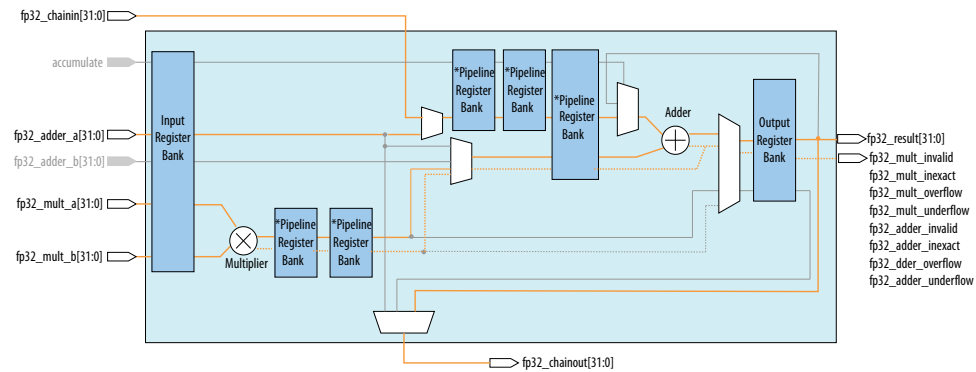 fp32_chainin[31:0]
accumulate
fp32_adder_a[31:0]
fp32_adder_b[31:0]
fp32_mult_a[31:0]
fp32_mult_b[31:0]
Input
Register
Bank
Multiplier
*Pipeline
Register
Bank
*Pipeline
Register
Bank
*Pipeline
Register
Bank
*Pipeline
Register
Bank
*Pipeline
Register
Bank
Adder
Output
Register
Bank
fp32_result[31:0]
fp32_mult_invalid
fp32_mult_inexact
fp32_mult_overflow
fp32_mult_underflow
fp32_adder_invalid
fp32_adder_inexact
fp32_dder_overflow
fp32_adder_underflow
fp32_chainout[31:0]